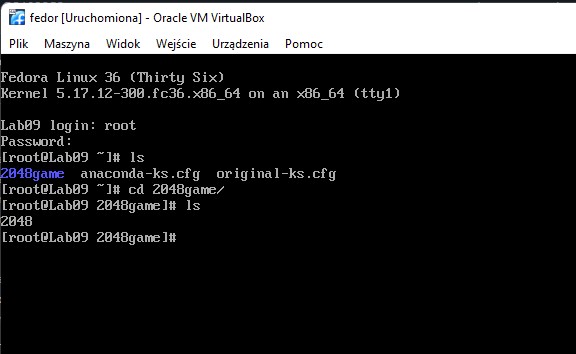 fedor [Uruchomiona] - Oracle VM VirtualBox
Plik Maszyna Widok Wejście Urządzenia Pomoc
Fedora Linux 36 (Thirty Six)
Kernel 5.17.12-300.fc36.x86_64 on an x86_64 (tty1)
Lab09 login: root
Password:
[root@Lab09 ~]# ls
2048game  anaconda-ks.cfg  original-ks.cfg
[root@Lab09 ~]# cd 2048game/
[root@Lab09 2048game]# ls
2048
[root@Lab09 2048game]#